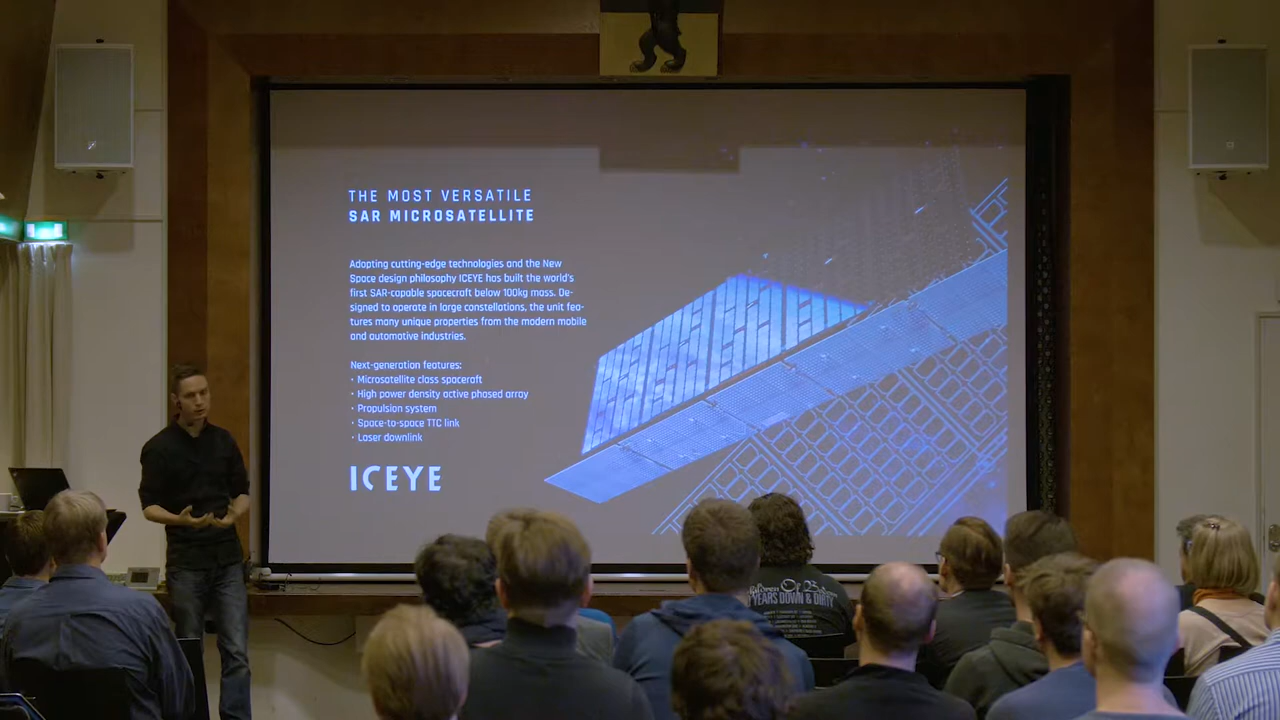 THE MOST VERSATILE
SAR MICROSATELLITE
Adopting cutting-edge technologies and the New
Space design philosophy ICEYE has built the world's
first SAR-capable spacecraft below 100kg mass. De-
signed to operate in large constellations, the unit fea-
tures many unique properties from the modern mobile
and automotive industries.
Next-generation features:
· Microsatellite class spacecraft
· High power density active phased array
· Propulsion system
· Space-to-space TTC link
· Laser downlink
ICEYE
YEARS DOWN & DIRTY